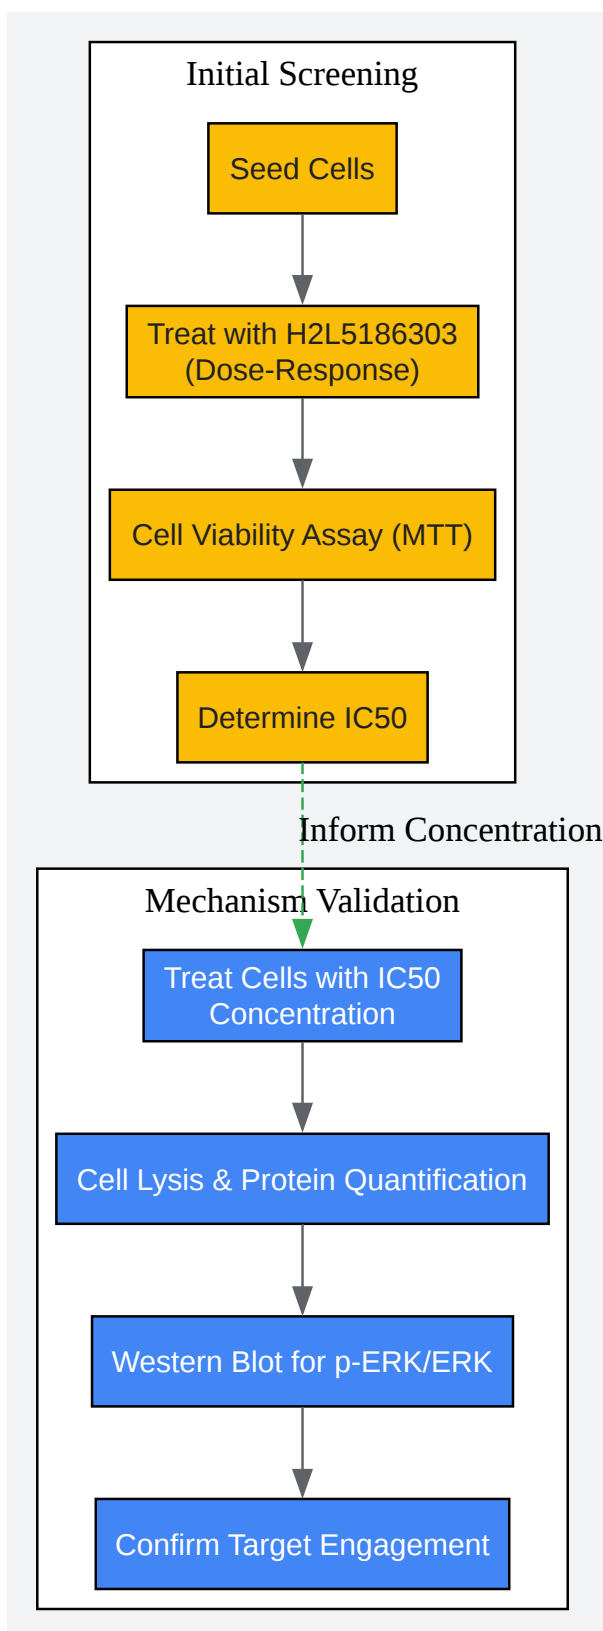 Initial Screening
Seed Cells
Treat with H2L5186303
(Dose-Response)
Cell Viability Assay (MTT)
Determine IC50
Inform Concentration
Mechanism Validation
Treat Cells with IC50
Concentration
Cell Lysis & Protein Quantification
Western Blot for p-ERK/ERK
Confirm Target Engagement